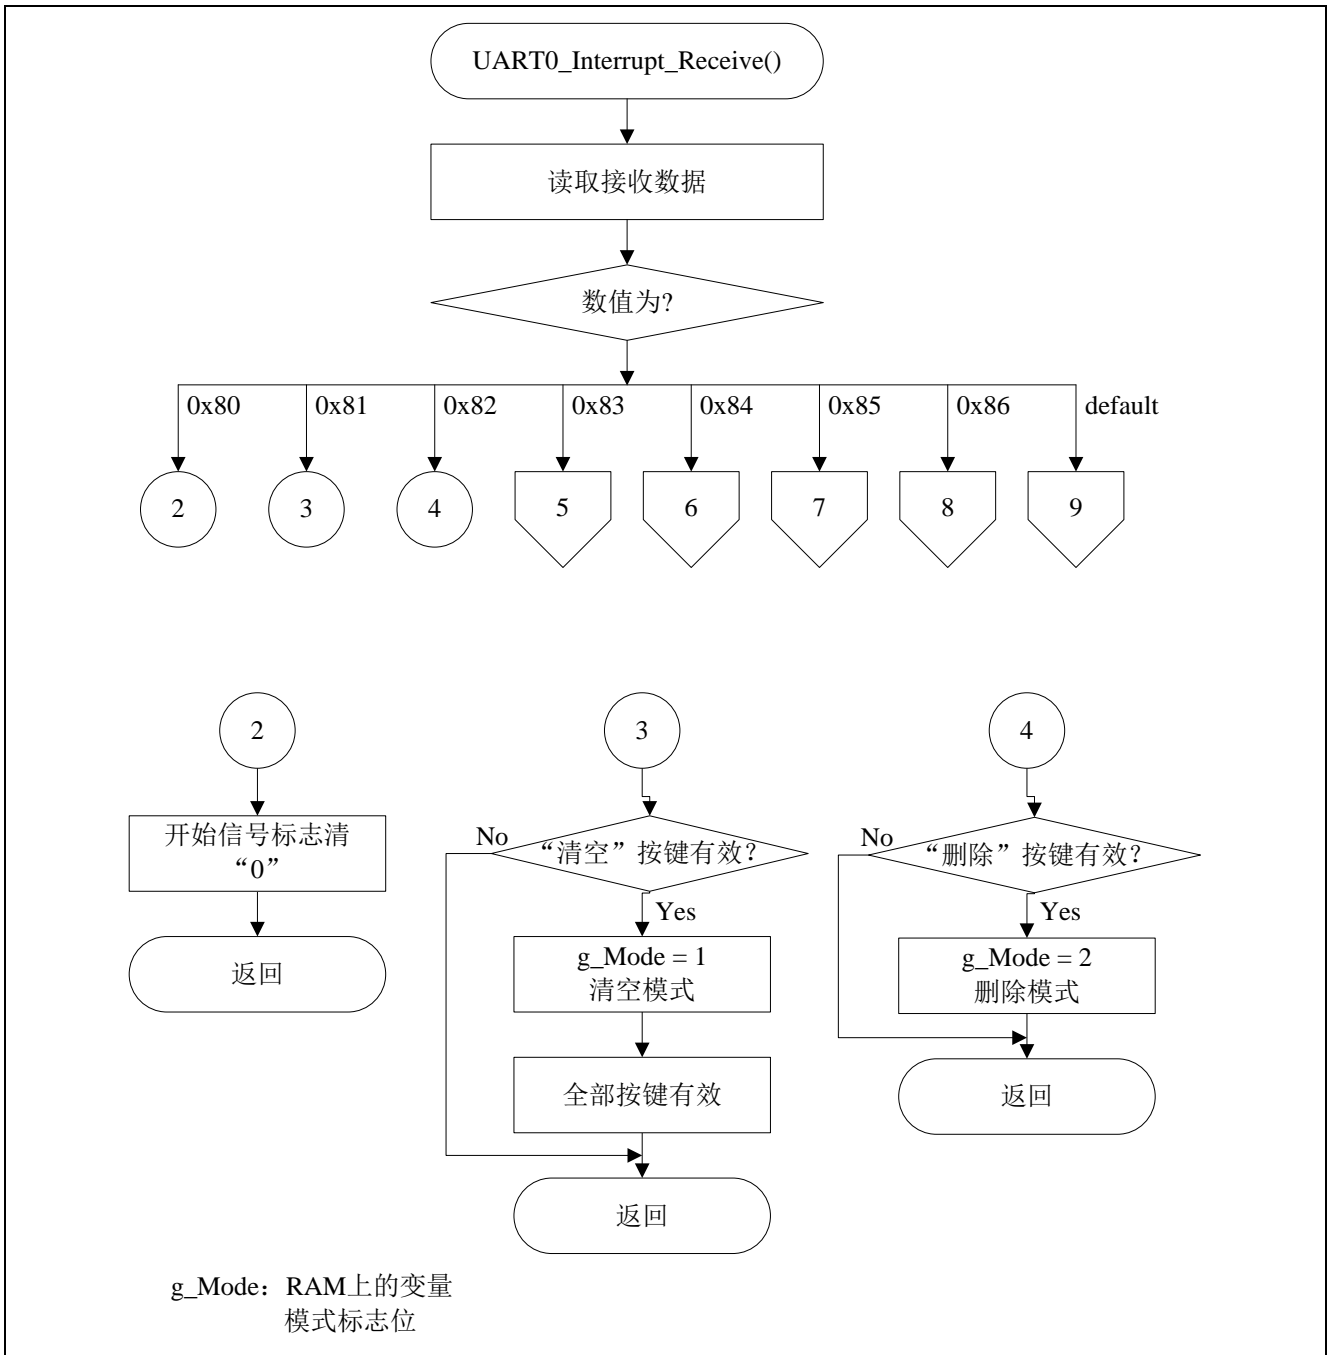 UART0_Interrupt_Receive()
读取接收数据
数值为?
0x80 0x81 0x82 0x83 0x84 0x85 0x86 default
2 3 4 5 6 7 8 9
2 3 4
开始信号标志清
“0”
返回
No “清空”按键有效？
Yes
g_Mode = 1
清空模式
全部按键有效
返回
No “删除”按键有效？
Yes
g_Mode = 2
删除模式
返回
g_Mode：RAM上的变量
模式标志位